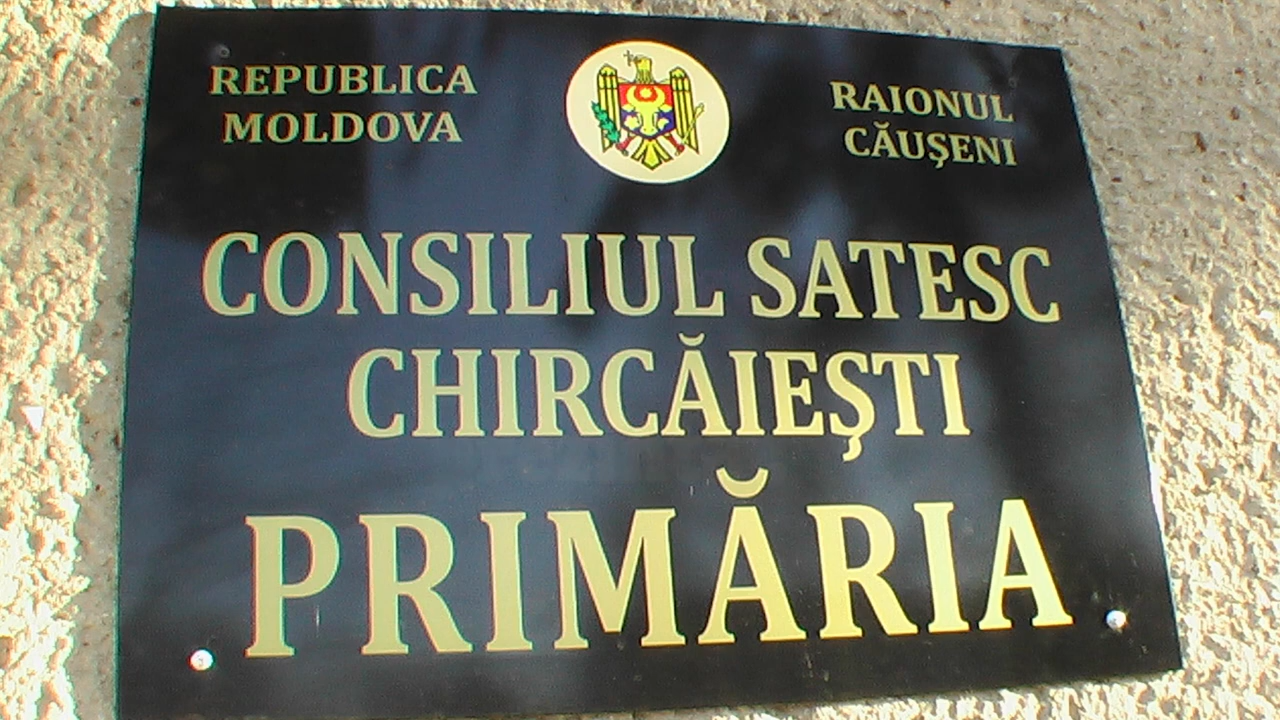 REPUBLICA
MOLDOVA
RAIONUL
CĂUŞENI
CONSILIUL SATESC
CHIRCĂIEŞTI
PRIMĂRIA